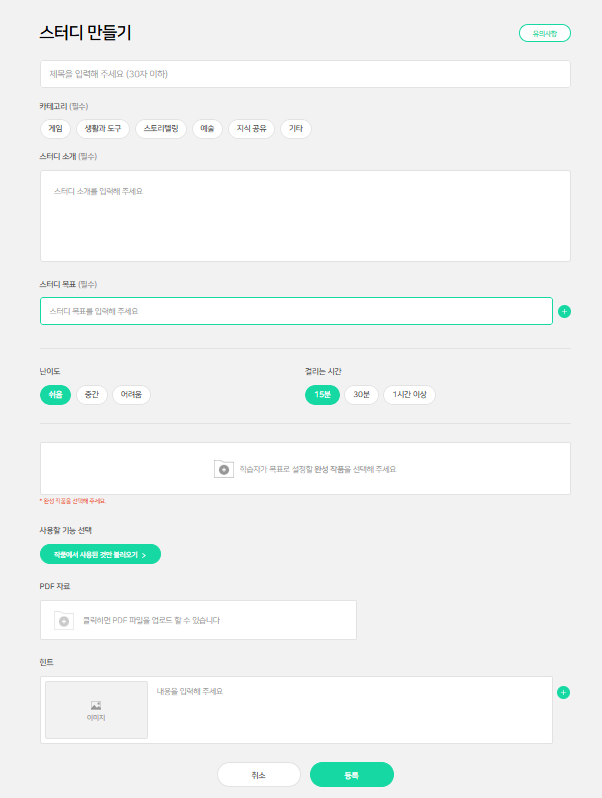 스터디 만들기
유의사항
제목을 입력해 주세요 (30자 이하)
카테고리 (필수)
게임 생활과 도구 스토리텔링 예술 지식 공유 기타
스터디 소개 (필수)
스터디 소개를 입력해 주세요
스터디 목표 (필수)
스터디 목표를 입력해 주세요
난이도 걸리는 시간
쉬움 중간 어려움 15분 30분 1시간 이상
학습자가 목표로 설정할 완성 작품을 선택해 주세요
* 완성 작품을 선택해 주세요.
사용할 기능 선택
작품에서 사용된 것만 불러오기 >
PDF 자료
클릭하면 PDF 파일을 업로드 할 수 있습니다
힌트
내용을 입력해 주세요
이미지
취소 등록